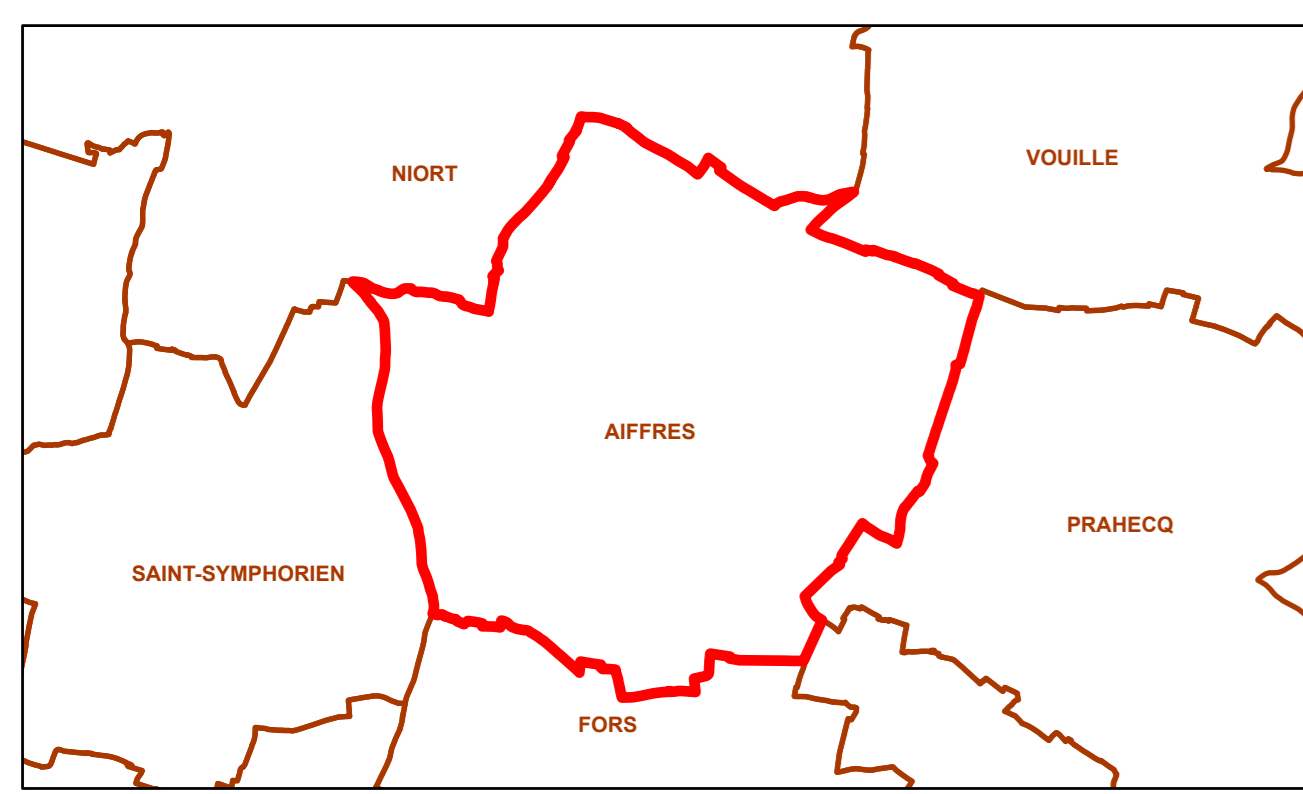 VOUILLE
NIORT
AIFFRES
PRAHECQ
SAINT-SYMPHORIEN
FORS